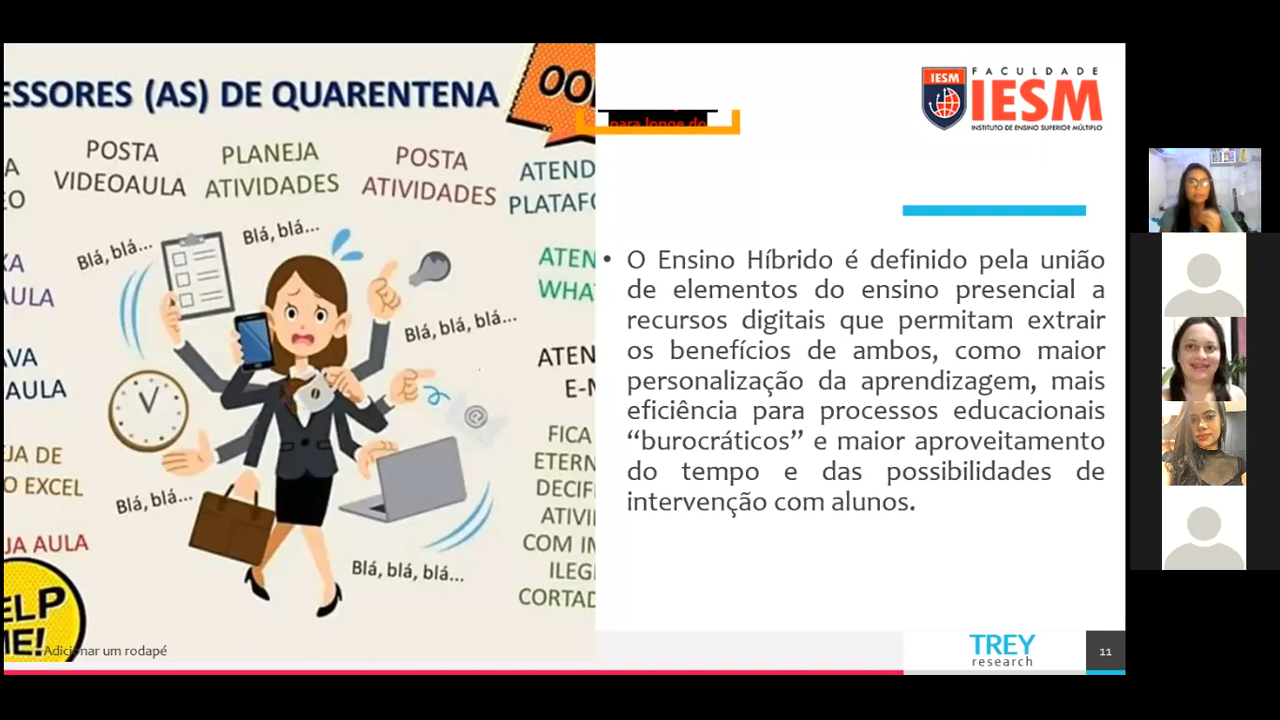 ESSORES (AS) DE QUARENTENA
POSTA
VIDEOAULA
PLANEJA
ATIVIDADES
POSTA
ATIVIDADES
ATEND
PLATAFO
A
EO
Blá, blá...
Blá, blá...
XA
AULA
ATEN
WHA
Blá, blá, blá...
AVA
AULA
ATEN
E-M
@
JA DE
O EXCEL
Blá, blá...
FICA
ETERN
DECIF
ATIVI
COM IM
ILEG
CORTAD
JA AULA
Blá, blá, blá...
ELP
ME!
Adicionar um rodapé
para longe do
IESM
FACULDADE
IESM
INSTITUTO DE ENSINO SUPERIOR MÚLTIPLO
• O Ensino Híbrido é definido pela união
de elementos do ensino presencial a
recursos digitais que permitam extrair
os benefícios de ambos, como maior
personalização da aprendizagem, mais
eficiência para processos educacionais
“burocráticos” e maior aproveitamento
do tempo e das possibilidades de
intervenção com alunos.
TREY
research
11